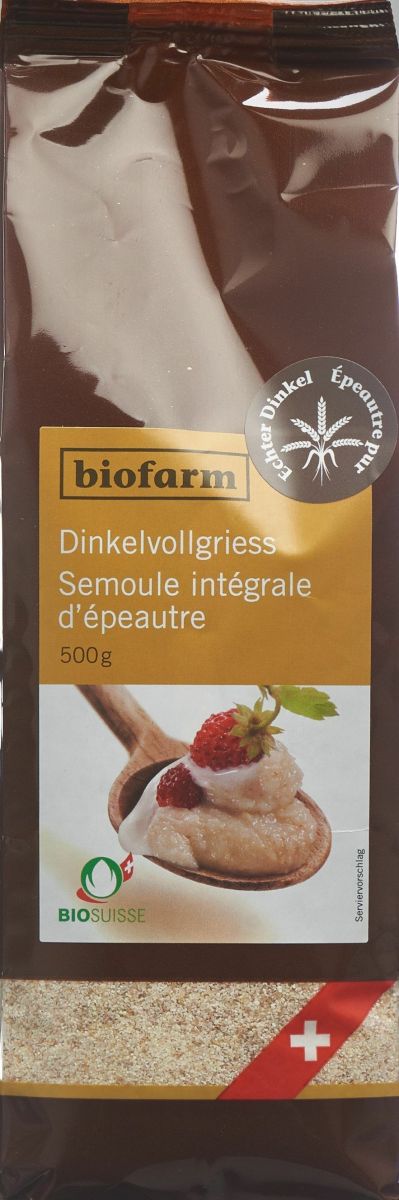 Echter Dinkel Épeautre pur
biofarm
Dinkelvollgriess
Semoule intégrale
d'épeautre
500g
BIOSUISSE
Serviervorschlag